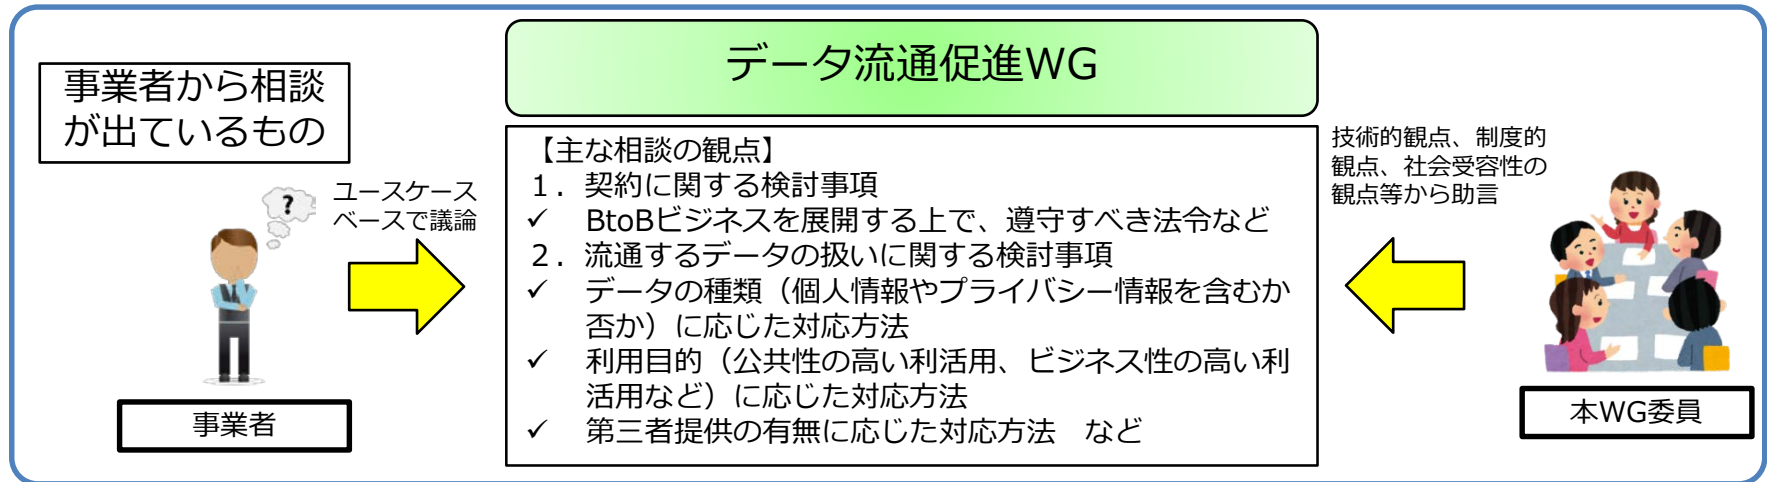 データ流通促進WG
事業者から相談
が出ているもの
?
ユースケース
ベースで議論
事業者
【主な相談の観点】
１．契約に関する検討事項
✓ BtoBビジネスを展開する上で、遵守すべき法令など
２．流通するデータの扱いに関する検討事項
✓ データの種類（個人情報やプライバシー情報を含むか
否か）に応じた対応方法
✓ 利用目的（公共性の高い利活用、ビジネス性の高い利
活用など）に応じた対応方法
✓ 第三者提供の有無に応じた対応方法　など
技術的観点、制度的
観点、社会受容性の
観点等から助言
本WG委員